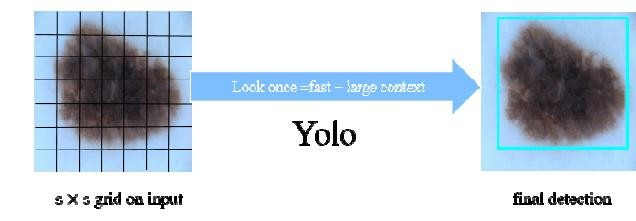 Look once =fast – large context
Yolo
s × s grid on input
final detection